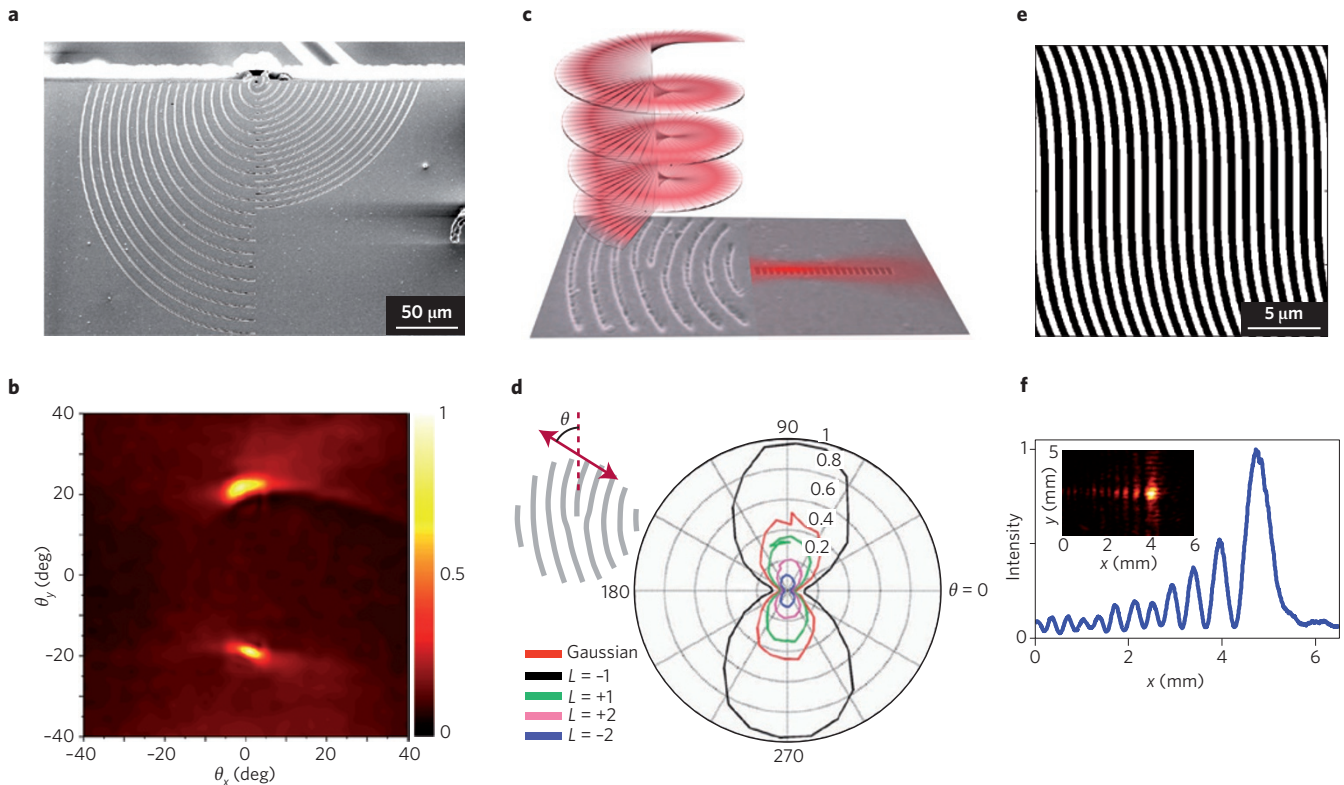 a
50 µm
b
40
20
0
−20
−40
θy (deg)
−40
−20
0
20
40
θx (deg)
1
0.5
0
c
d
θ
90
1
0.8
0.6
0.4
0.2
180
θ = 0
270
Gaussian
L = −1
L = +1
L = +2
L = −2
e
5 µm
f
1
Intensity
0
0
2
4
6
x (mm)
5
y (mm)
0
0
2
4
6
x (mm)